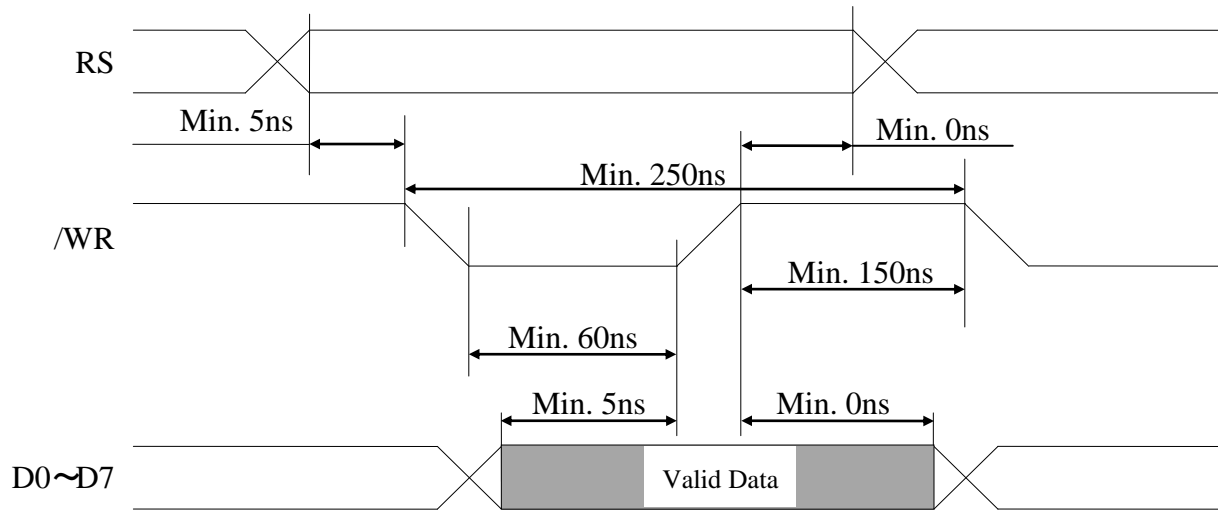 RS
Min. 5ns
Min. 0ns
Min. 250ns
/WR
Min. 150ns
Min. 60ns
Min. 5ns
Min. 0ns
D0～D7
Valid Data